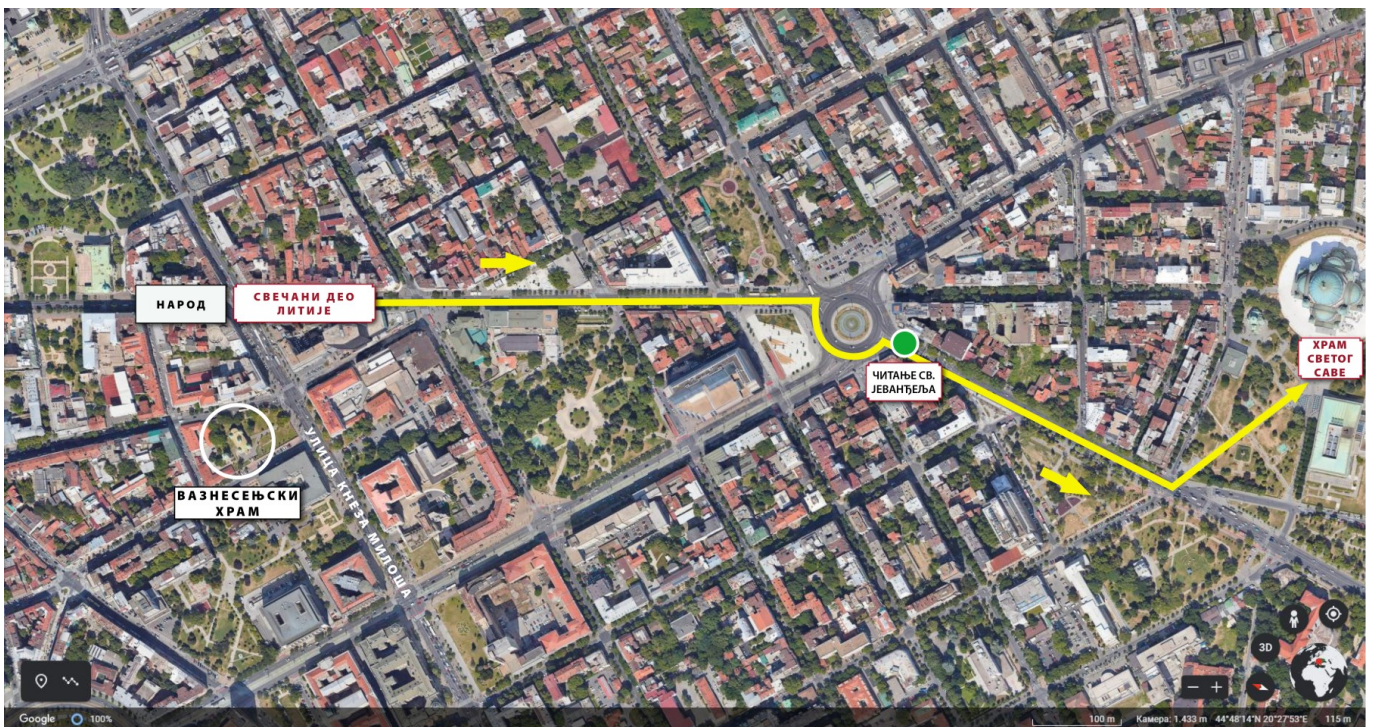 НАРОД
СВЕЧАНИ ДЕО
ЛИТИЈЕ
ХРАМ
СВЕТОГ
САВЕ
ЧИТАЊЕ СВ.
ЈЕВАНЂЕЉА
УЛИЦА КНЕЗА МИЛОША
ВАЗНЕСЕЊСКИ
ХРАМ
3D
Google 100%
100 m Камера: 1.433 m 44°48'14"N 20°27'53"E 115 m